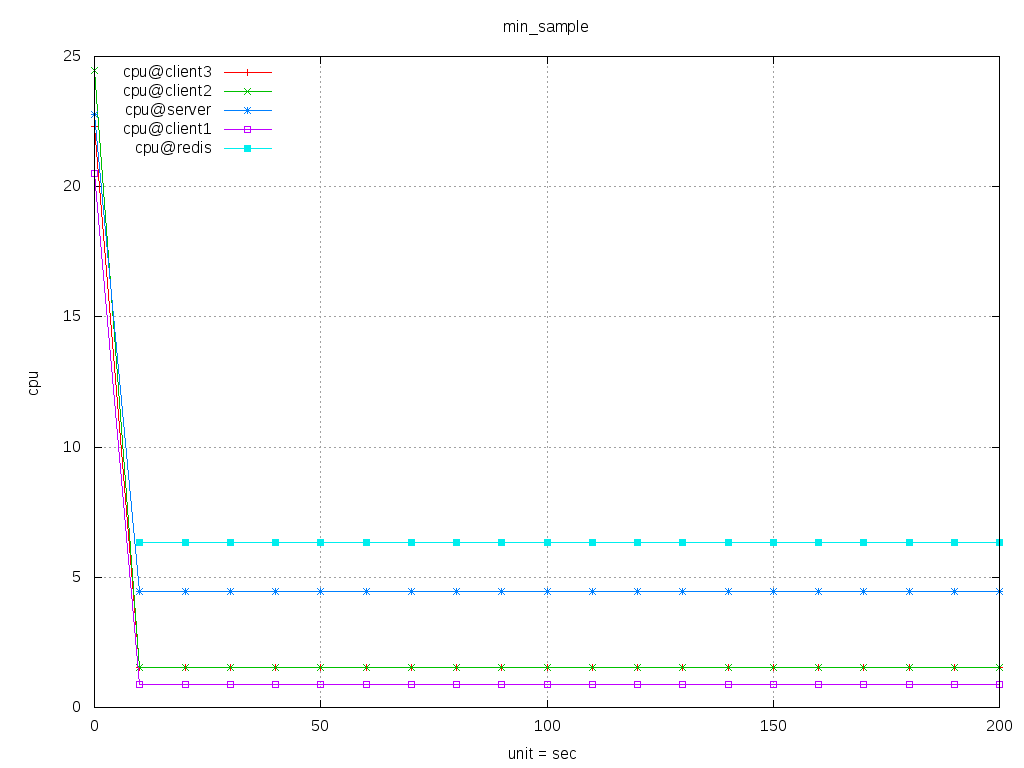 min_sample
25
20
15
10
5
0
cpu
cpu@client3
cpu@client2
cpu@server
cpu@client1
cpu@redis
0 50 100 150 200
unit = sec